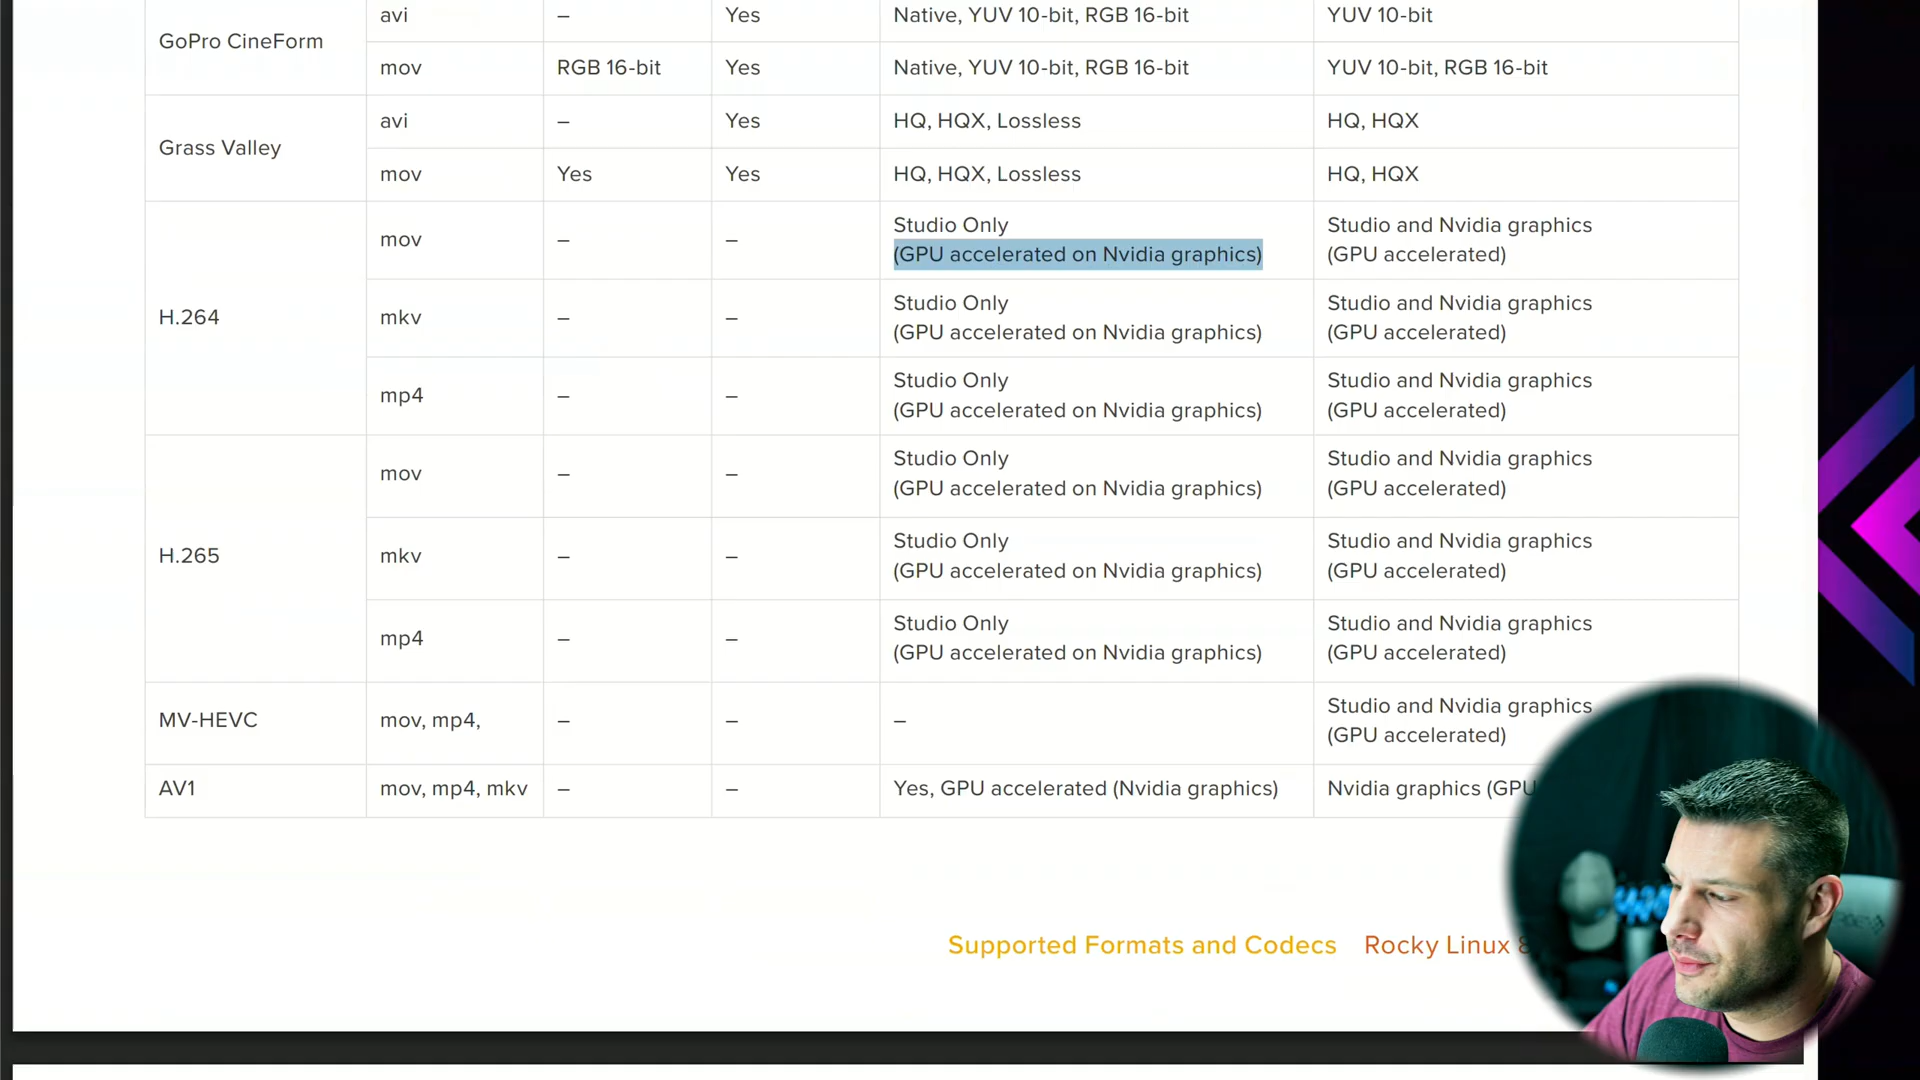 avi – Yes Native, YUV 10-bit, RGB 16-bit YUV 10-bit
GoPro CineForm
mov RGB 16-bit Yes Native, YUV 10-bit, RGB 16-bit YUV 10-bit, RGB 16-bit
avi – Yes HQ, HQX, Lossless HQ, HQX
Grass Valley
mov Yes Yes HQ, HQX, Lossless HQ, HQX
H.264
mov – – Studio Only Studio and Nvidia graphics
(GPU accelerated on Nvidia graphics) (GPU accelerated)
mkv – – Studio Only Studio and Nvidia graphics
(GPU accelerated on Nvidia graphics) (GPU accelerated)
mp4 – – Studio Only Studio and Nvidia graphics
(GPU accelerated on Nvidia graphics) (GPU accelerated)
H.265
mov – – Studio Only Studio and Nvidia graphics
(GPU accelerated on Nvidia graphics) (GPU accelerated)
mkv – – Studio Only Studio and Nvidia graphics
(GPU accelerated on Nvidia graphics) (GPU accelerated)
mp4 – – Studio Only Studio and Nvidia graphics
(GPU accelerated on Nvidia graphics) (GPU accelerated)
MV-HEVC mov, mp4, – – – Studio and Nvidia graphics
(GPU accelerated)
AV1 mov, mp4, mkv – – Yes, GPU accelerated (Nvidia graphics) Nvidia graphics (GPU
Supported Formats and Codecs Rocky Linux